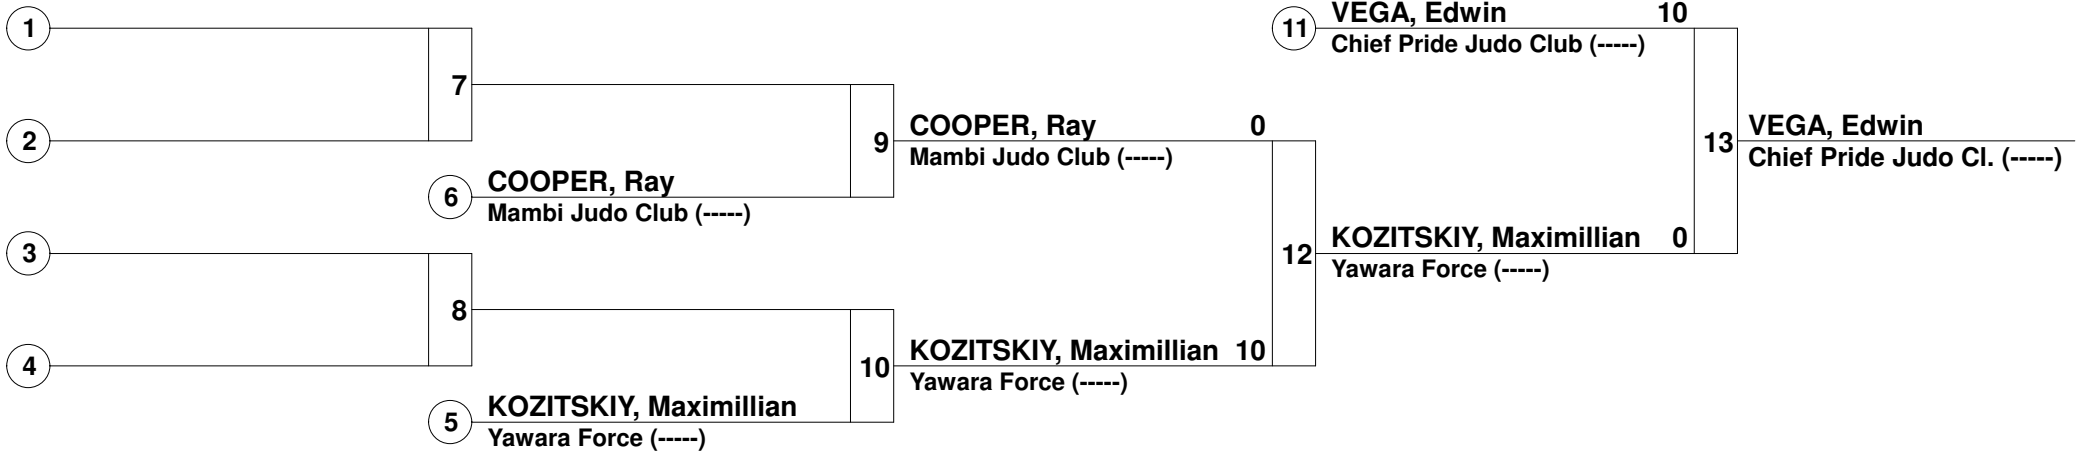 1
2
7
COOPER, Ray
6
Mambi Judo Club (-----)
3
4
8
KOZITSKIY, Maximillian
5
Yawara Force (-----)
9
COOPER, Ray 0
Mambi Judo Club (-----)
10
KOZITSKIY, Maximillian 10
Yawara Force (-----)
12
VEGA, Edwin 10
11
Chief Pride Judo Club (-----)
KOZITSKIY, Maximillian 0
Yawara Force (-----)
13
VEGA, Edwin
Chief Pride Judo Cl. (-----)